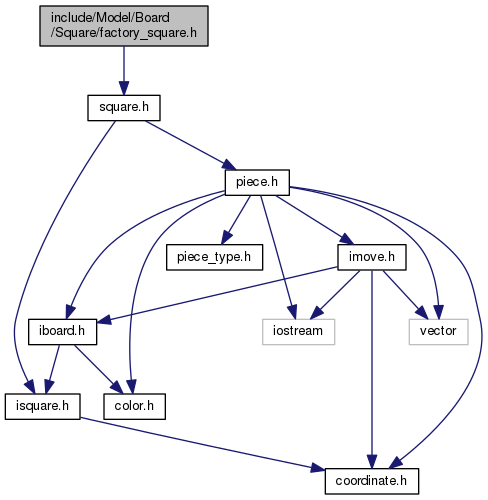 include/Model/Board
/Square/factory_square.h
square.h
piece.h
piece_type.h
imove.h
iboard.h
iostream
vector
isquare.h
color.h
coordinate.h